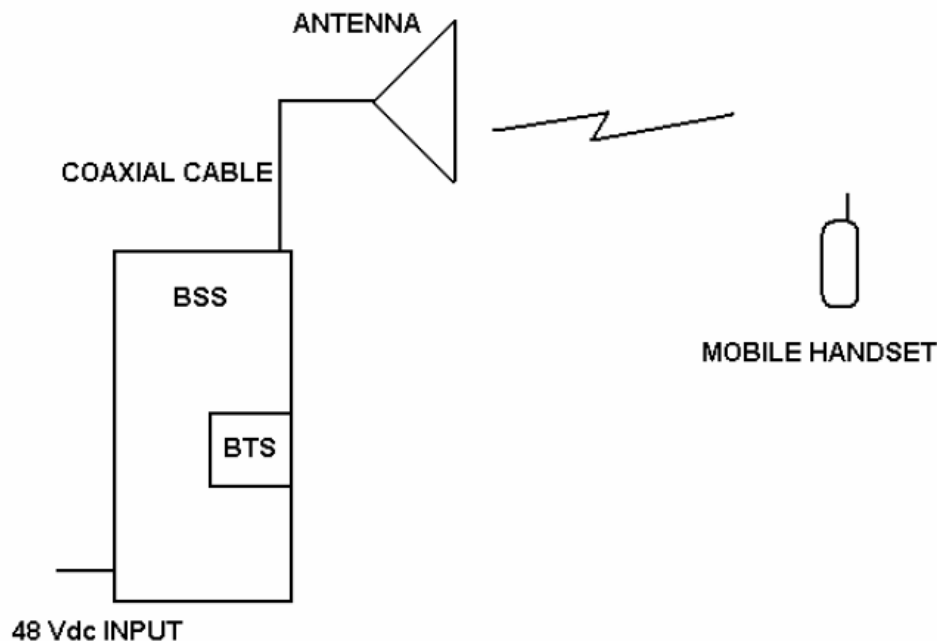 ANTENNA
COAXIAL CABLE
BSS
MOBILE HANDSET
BTS
48 Vdc INPUT